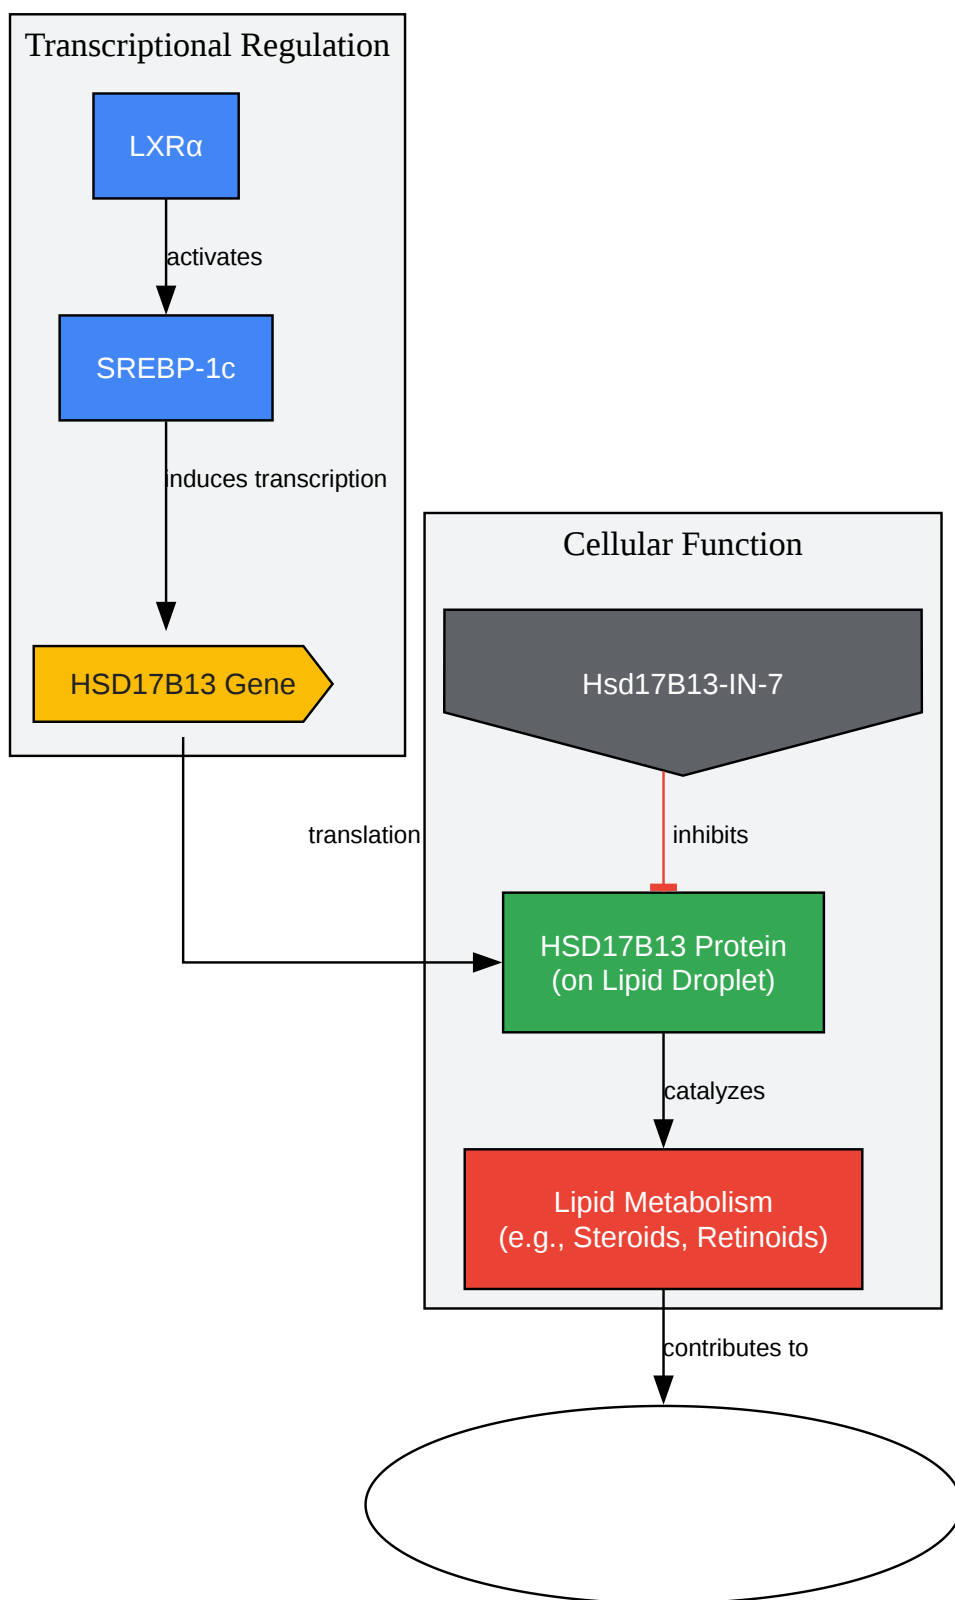 Transcriptional Regulation
LXRα
activates
SREBP-1c
induces transcription
HSD17B13 Gene
translation
Cellular Function
Hsd17B13-IN-7
inhibits
HSD17B13 Protein
(on Lipid Droplet)
catalyzes
Lipid Metabolism
(e.g., Steroids, Retinoids)
contributes to